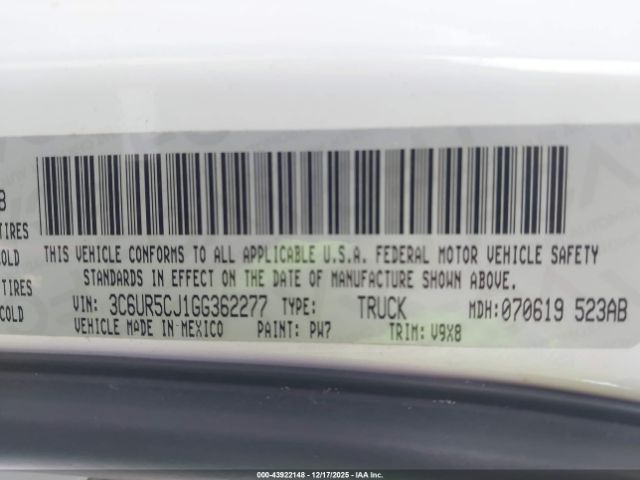 8
TIRES
COLD
TIRES
COLD
THIS VEHICLE CONFORMS TO ALL APPLICABLE U.S.A. FEDERAL MOTOR VEHICLE SAFETY
STANDARDS IN EFFECT ON THE DATE OF MANUFACTURE SHOWN ABOVE.
VIN: 3C6UR5CJ1GG362277 TYPE: TRUCK MDH: 070619 523AB
VEHICLE MADE IN MEXICO PAINT: PW7 TRIM: V9X8
000-43922148 - 12/17/2025 - IAA Inc.